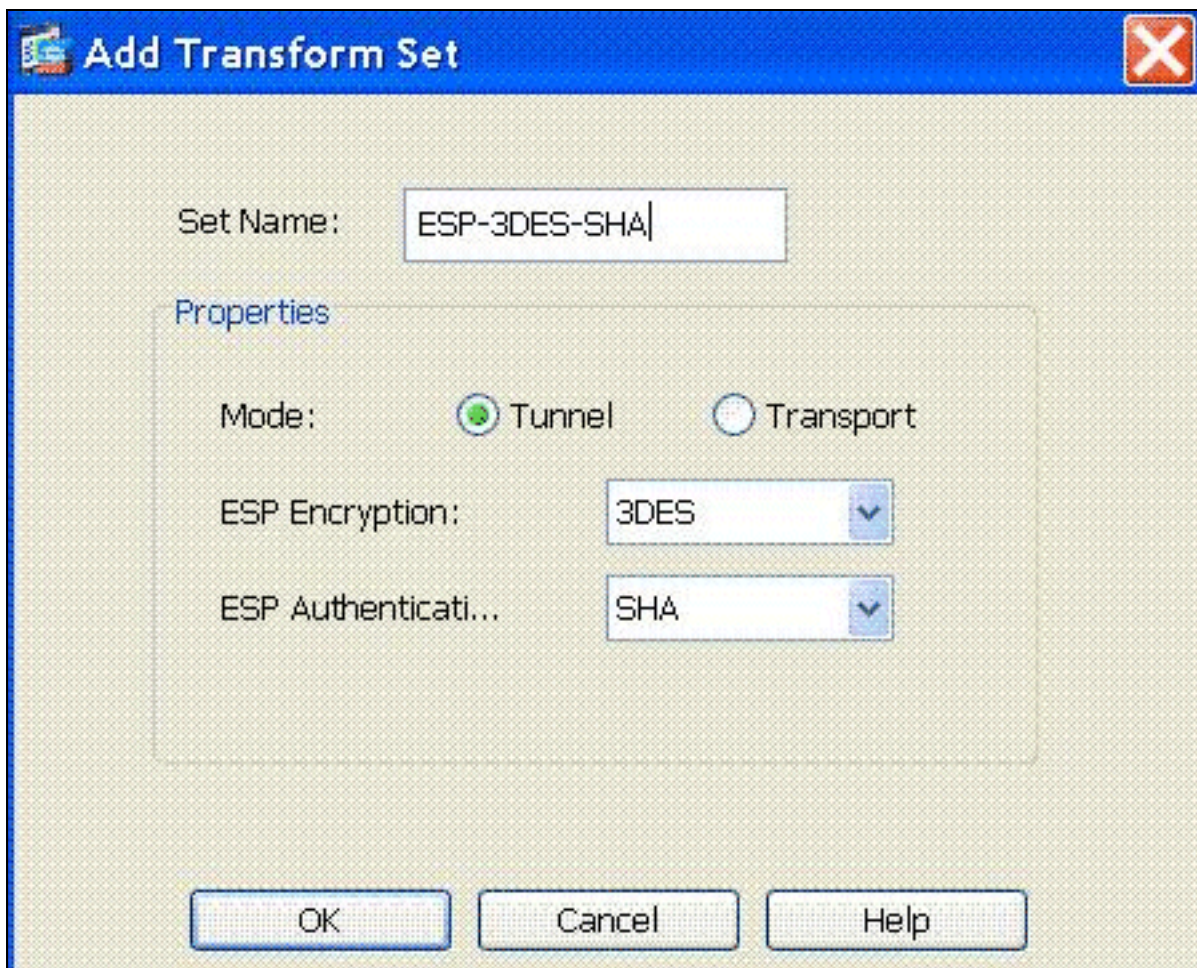 Add Transform Set
Set Name: ESP-3DES-SHA
Properties
Mode: Tunnel Transport
ESP Encryption: 3DES
ESP Authenticati... SHA
OK Cancel Help